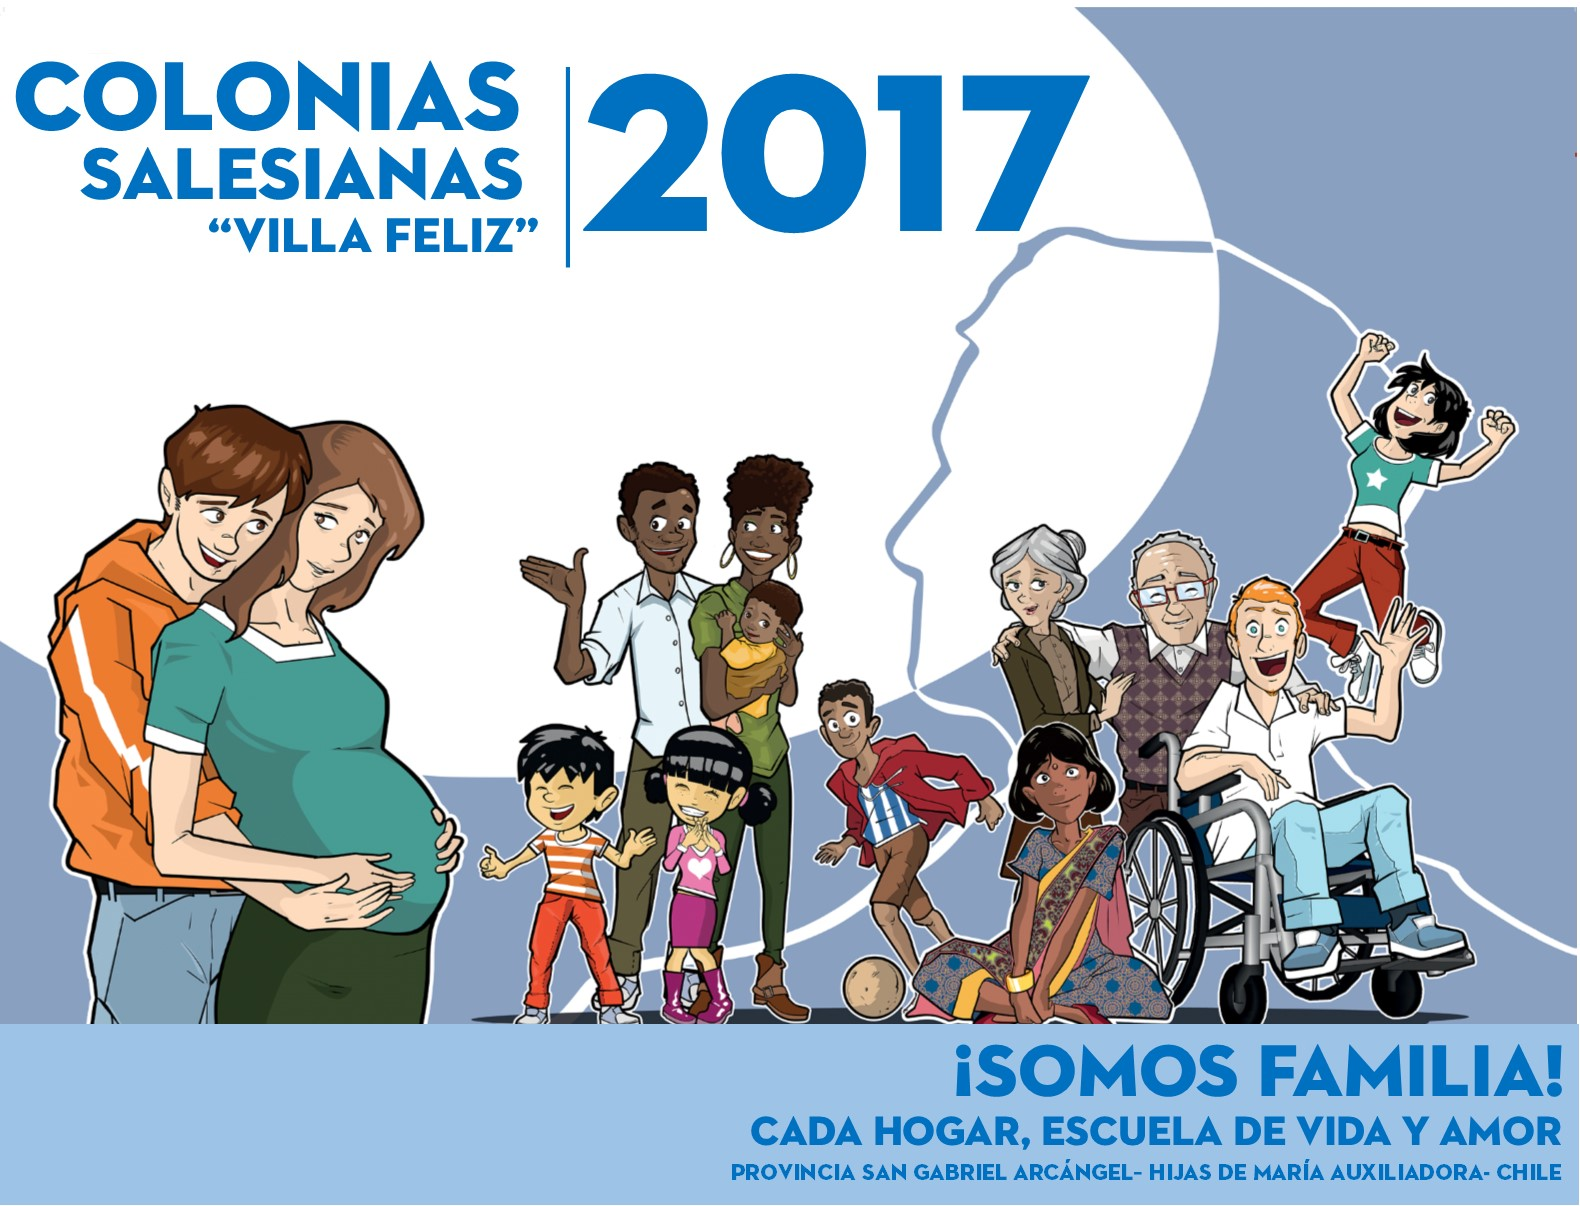 COLONIAS
SALESIANAS
“VILLA FELIZ”
2017
¡SOMOS FAMILIA!
CADA HOGAR, ESCUELA DE VIDA Y AMOR
PROVINCIA SAN GABRIEL ARCÁNGEL- HIJAS DE MARÍA AUXILIADORA- CHILE